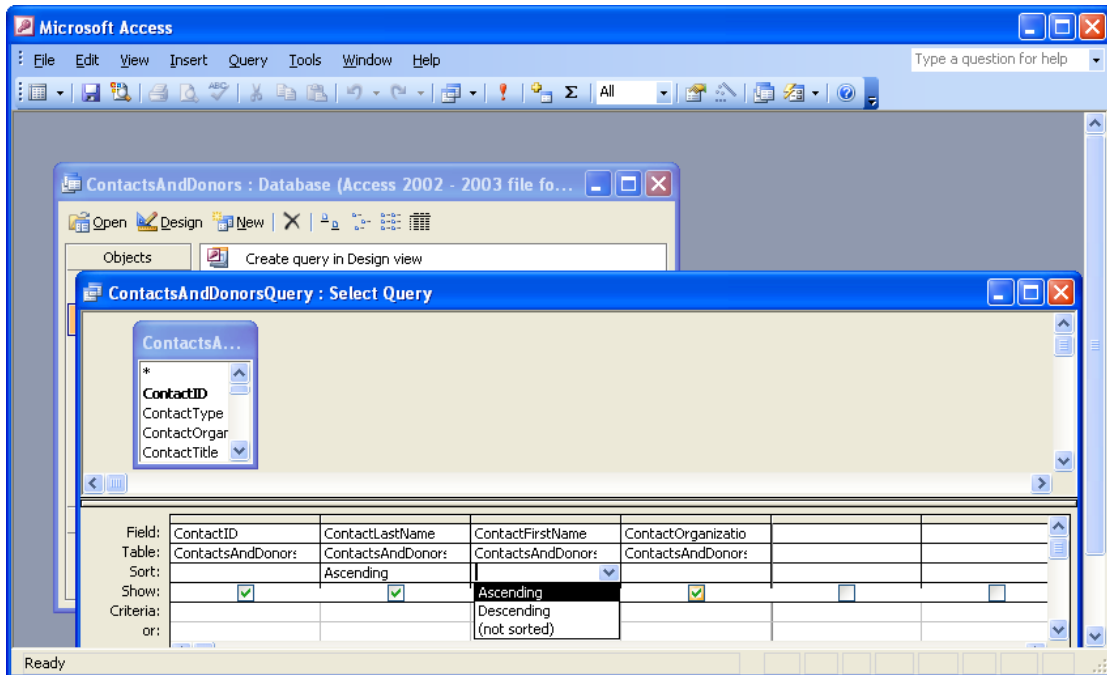 Microsoft Access
File Edit View Insert Query Tools Window Help Type a question for help
All
ContactsAndDonors : Database (Access 2002 - 2003 file fo...
Open Design New
Objects Create query in Design view
ContactsAndDonorsQuery : Select Query
ContactsA...
*
ContactID
ContactType
ContactOrgar
ContactTitle
Field: ContactID ContactLastName ContactFirstName ContactOrganizatio
Table: ContactsAndDonors ContactsAndDonors ContactsAndDonors ContactsAndDonors
Sort: Ascending
Show: Ascending
Criteria: Descending
or: (not sorted)
Ready